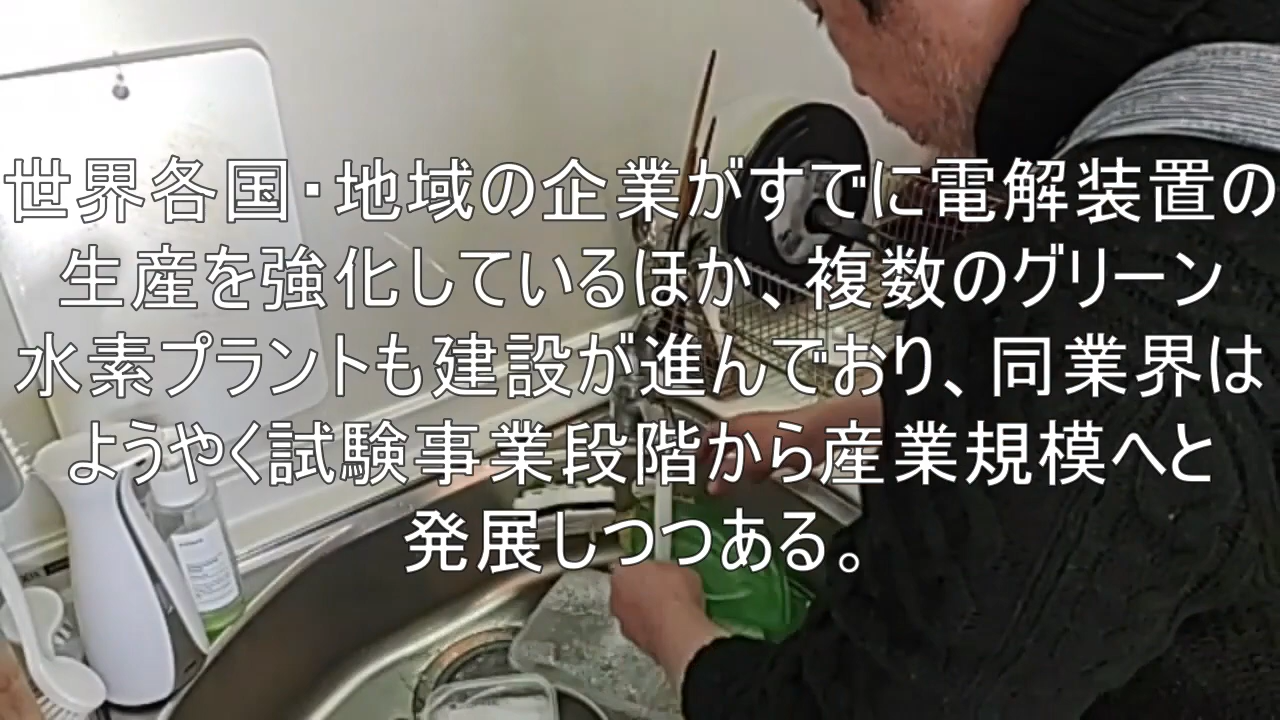 世界各国・地域の企業がすでに電解装置の
生産を強化しているほか、複数のグリーン
水素プラントも建設が進んでおり、同業界は
ようやく試験事業段階から産業規模へと
発展しつつある。